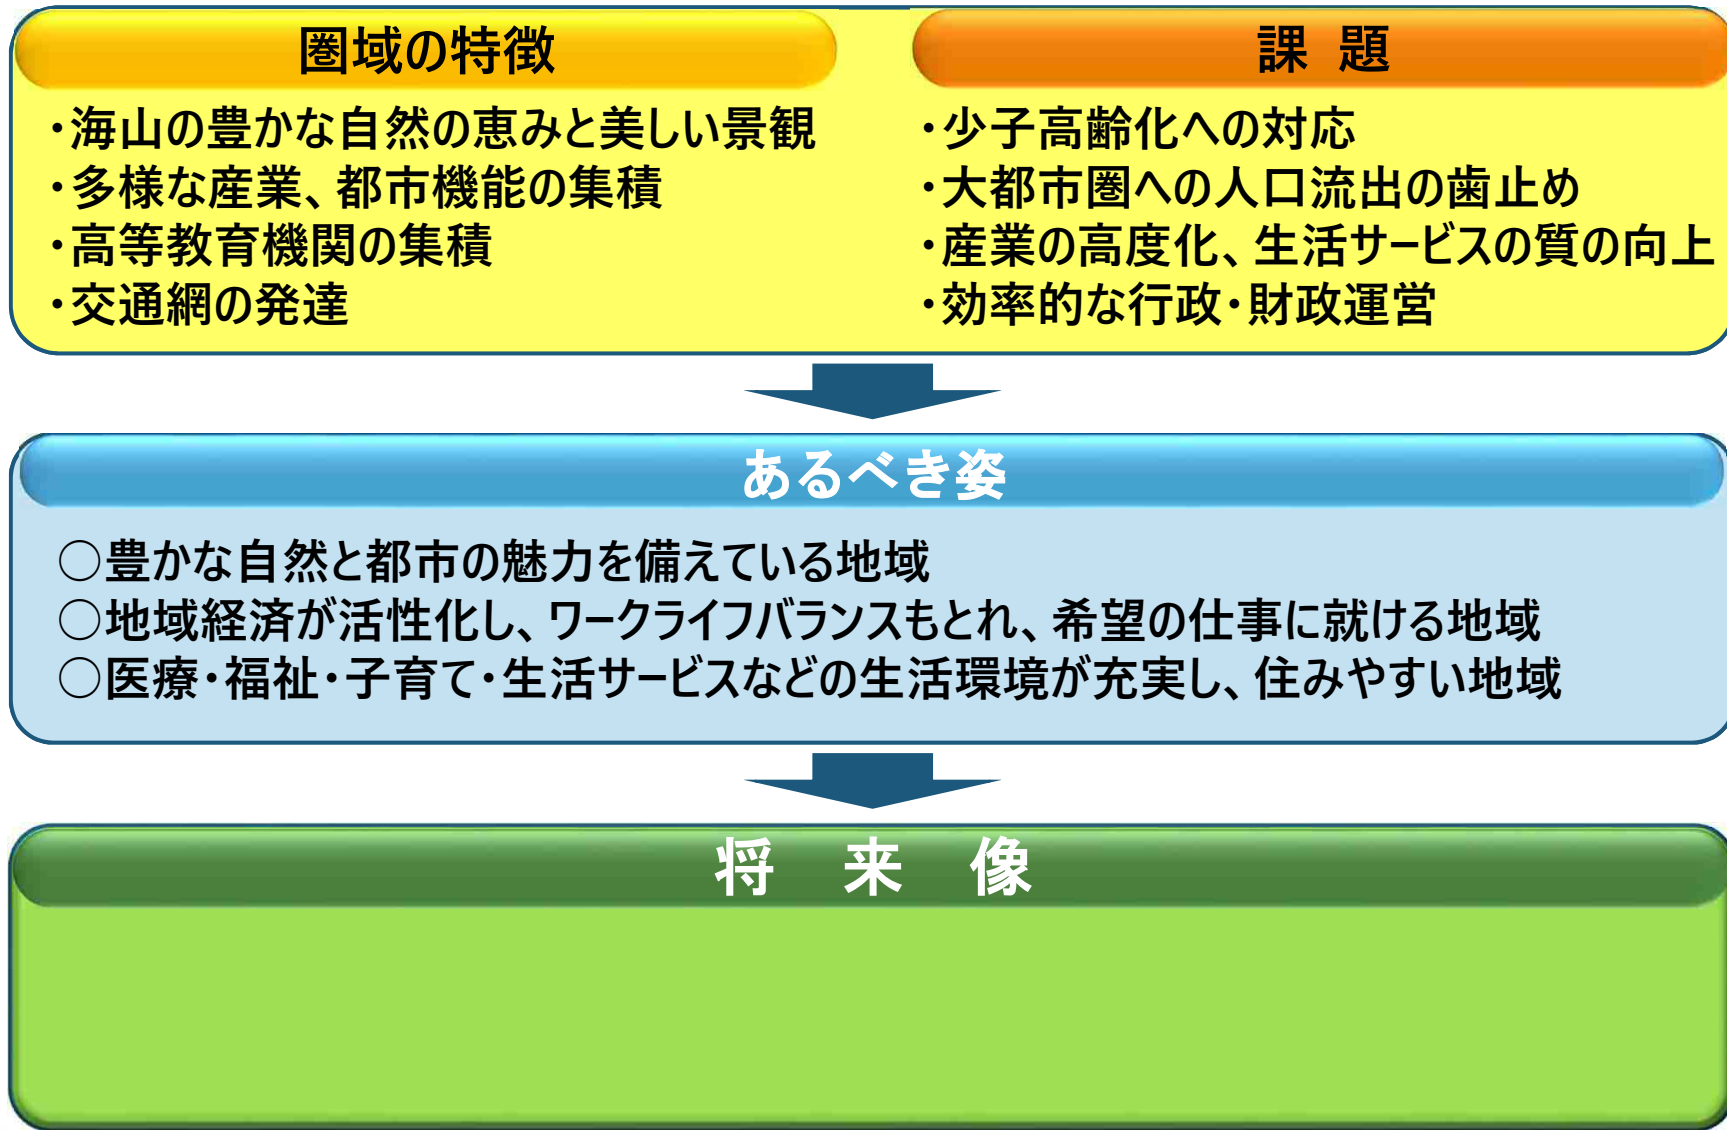 圏域の特徴
・海山の豊かな自然の恵みと美しい景観
・多様な産業、都市機能の集積
・高等教育機関の集積
・交通網の発達
課 題
・少子高齢化への対応
・大都市圏への人口流出の歯止め
・産業の高度化、生活サービスの質の向上
・効率的な行政・財政運営
あるべき姿
○豊かな自然と都市の魅力を備えている地域
○地域経済が活性化し、ワークライフバランスもとれ、希望の仕事に就ける地域
○医療・福祉・子育て・生活サービスなどの生活環境が充実し、住みやすい地域
将 来 像